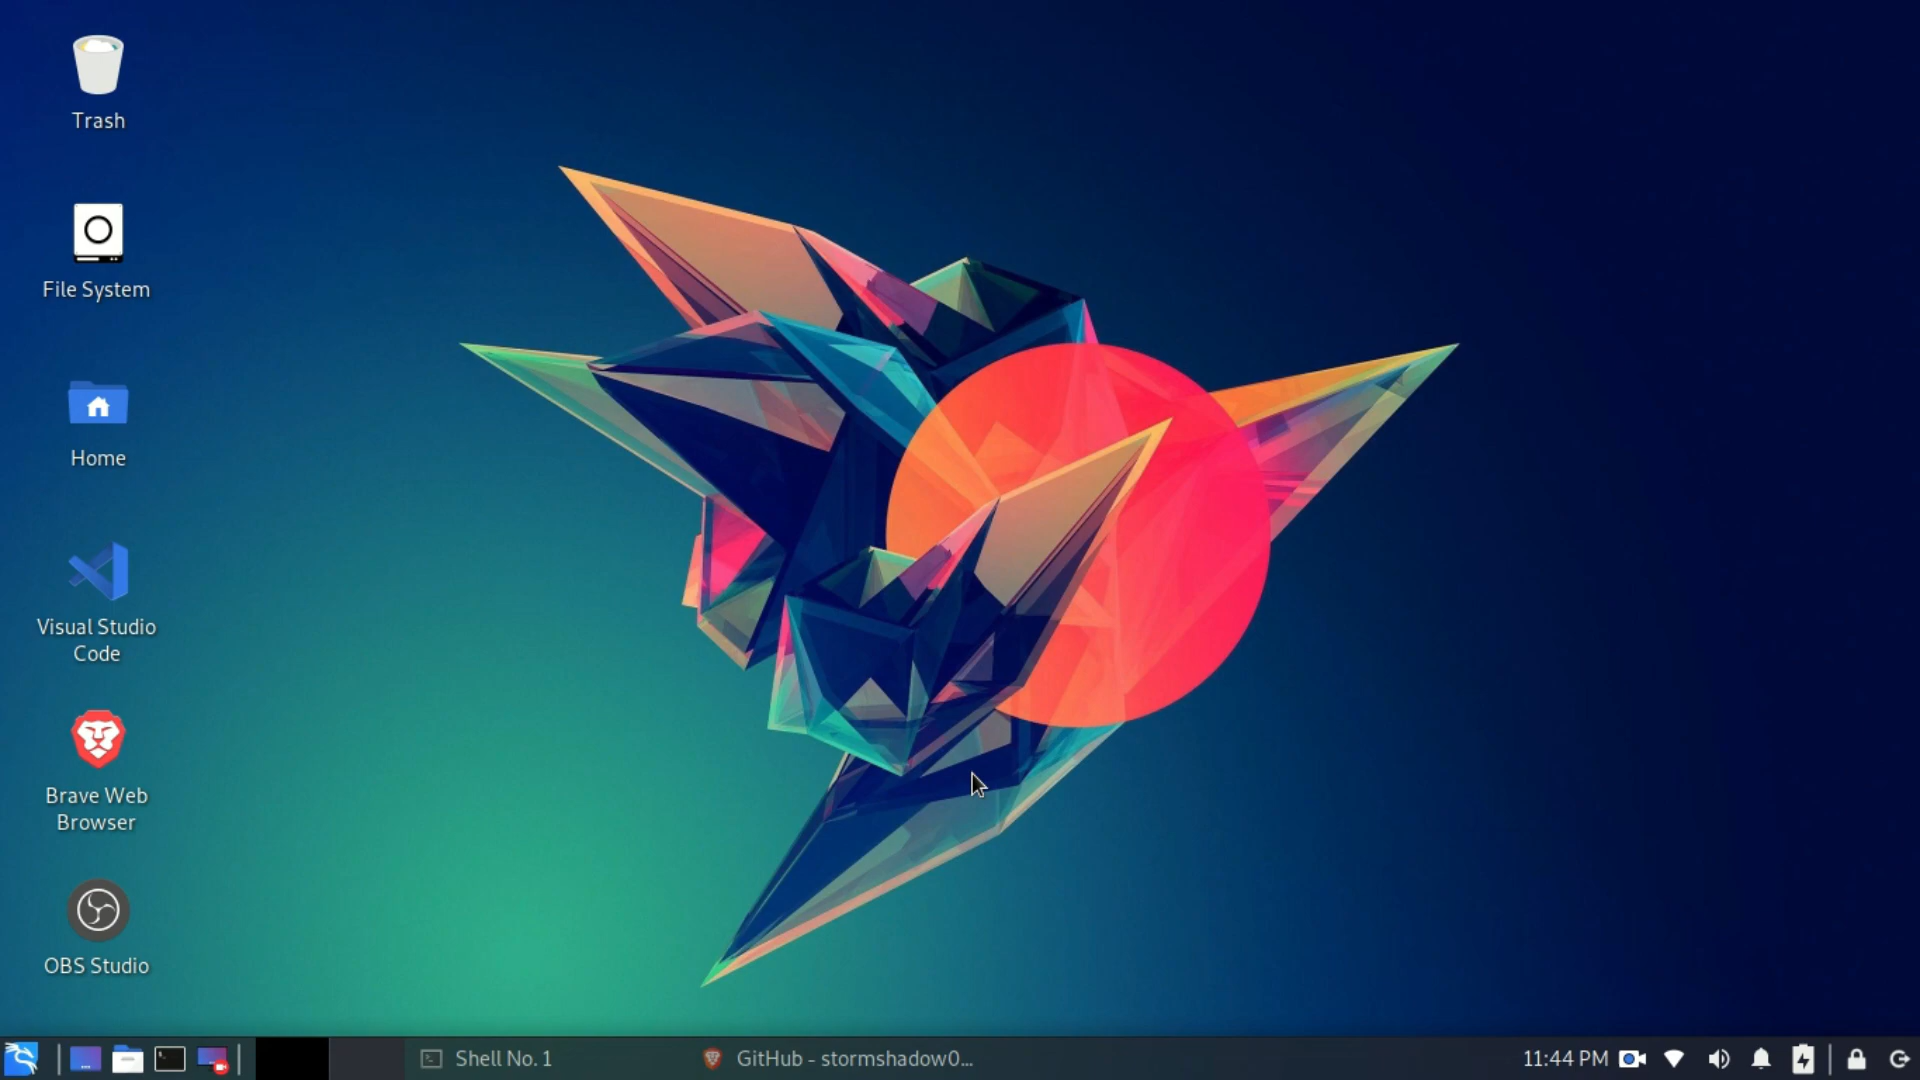 Trash
File System
Home
Visual Studio
Code
Brave Web
Browser
OBS Studio
Shell No. 1
GitHub - stormshadow0...
11:44 PM